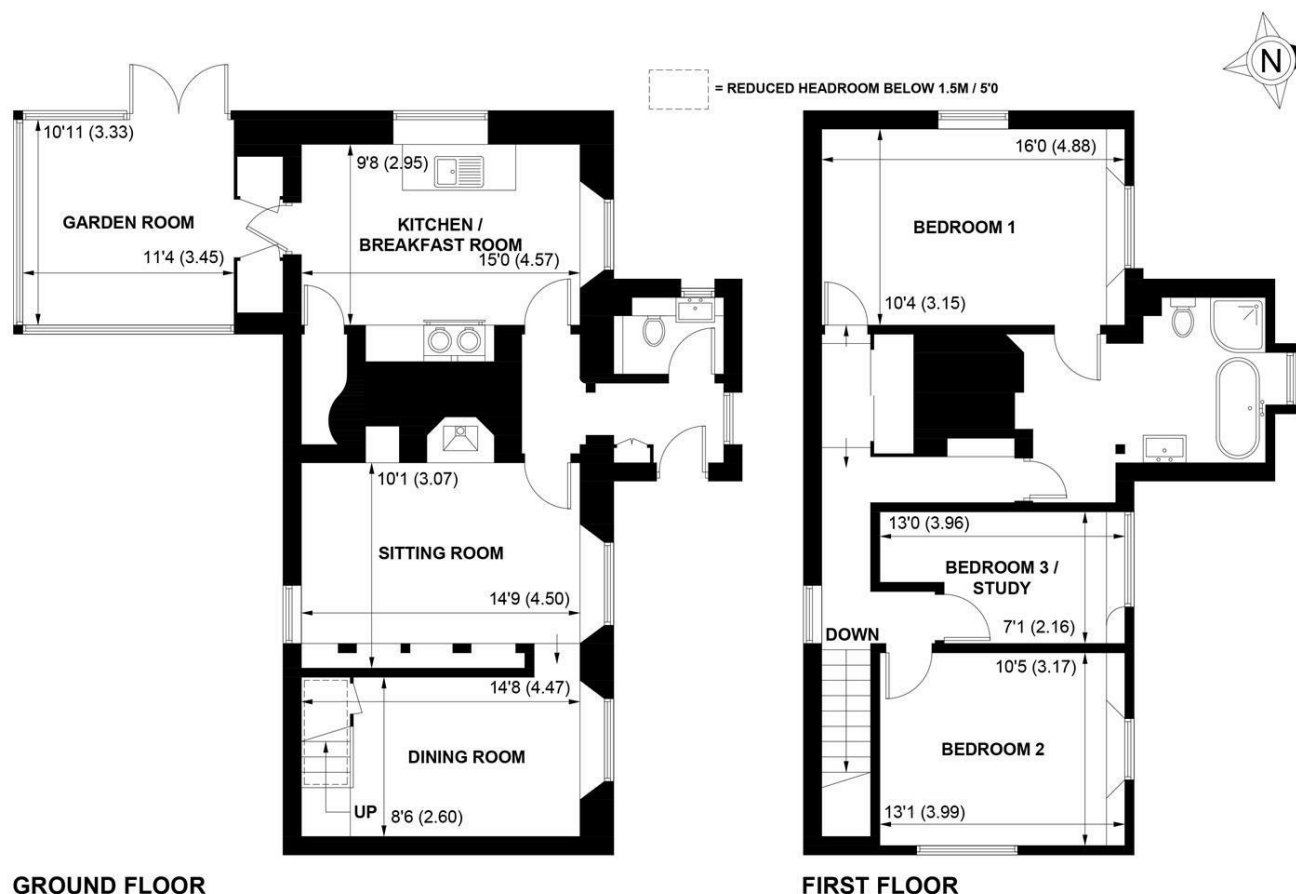 N
= REDUCED HEADROOM BELOW 1.5M / 5'0
10'11 (3.33)
GARDEN ROOM
11'4 (3.45)
9'8 (2.95)
KITCHEN /
BREAKFAST ROOM
15'0 (4.57)
10'1 (3.07)
SITTING ROOM
14'9 (4.50)
14'8 (4.47)
DINING ROOM
UP
8'6 (2.60)
GROUND FLOOR
16'0 (4.88)
BEDROOM 1
10'4 (3.15)
13'0 (3.96)
BEDROOM 3 /
STUDY
7'1 (2.16)
DOWN
10'5 (3.17)
BEDROOM 2
13'1 (3.99)
FIRST FLOOR